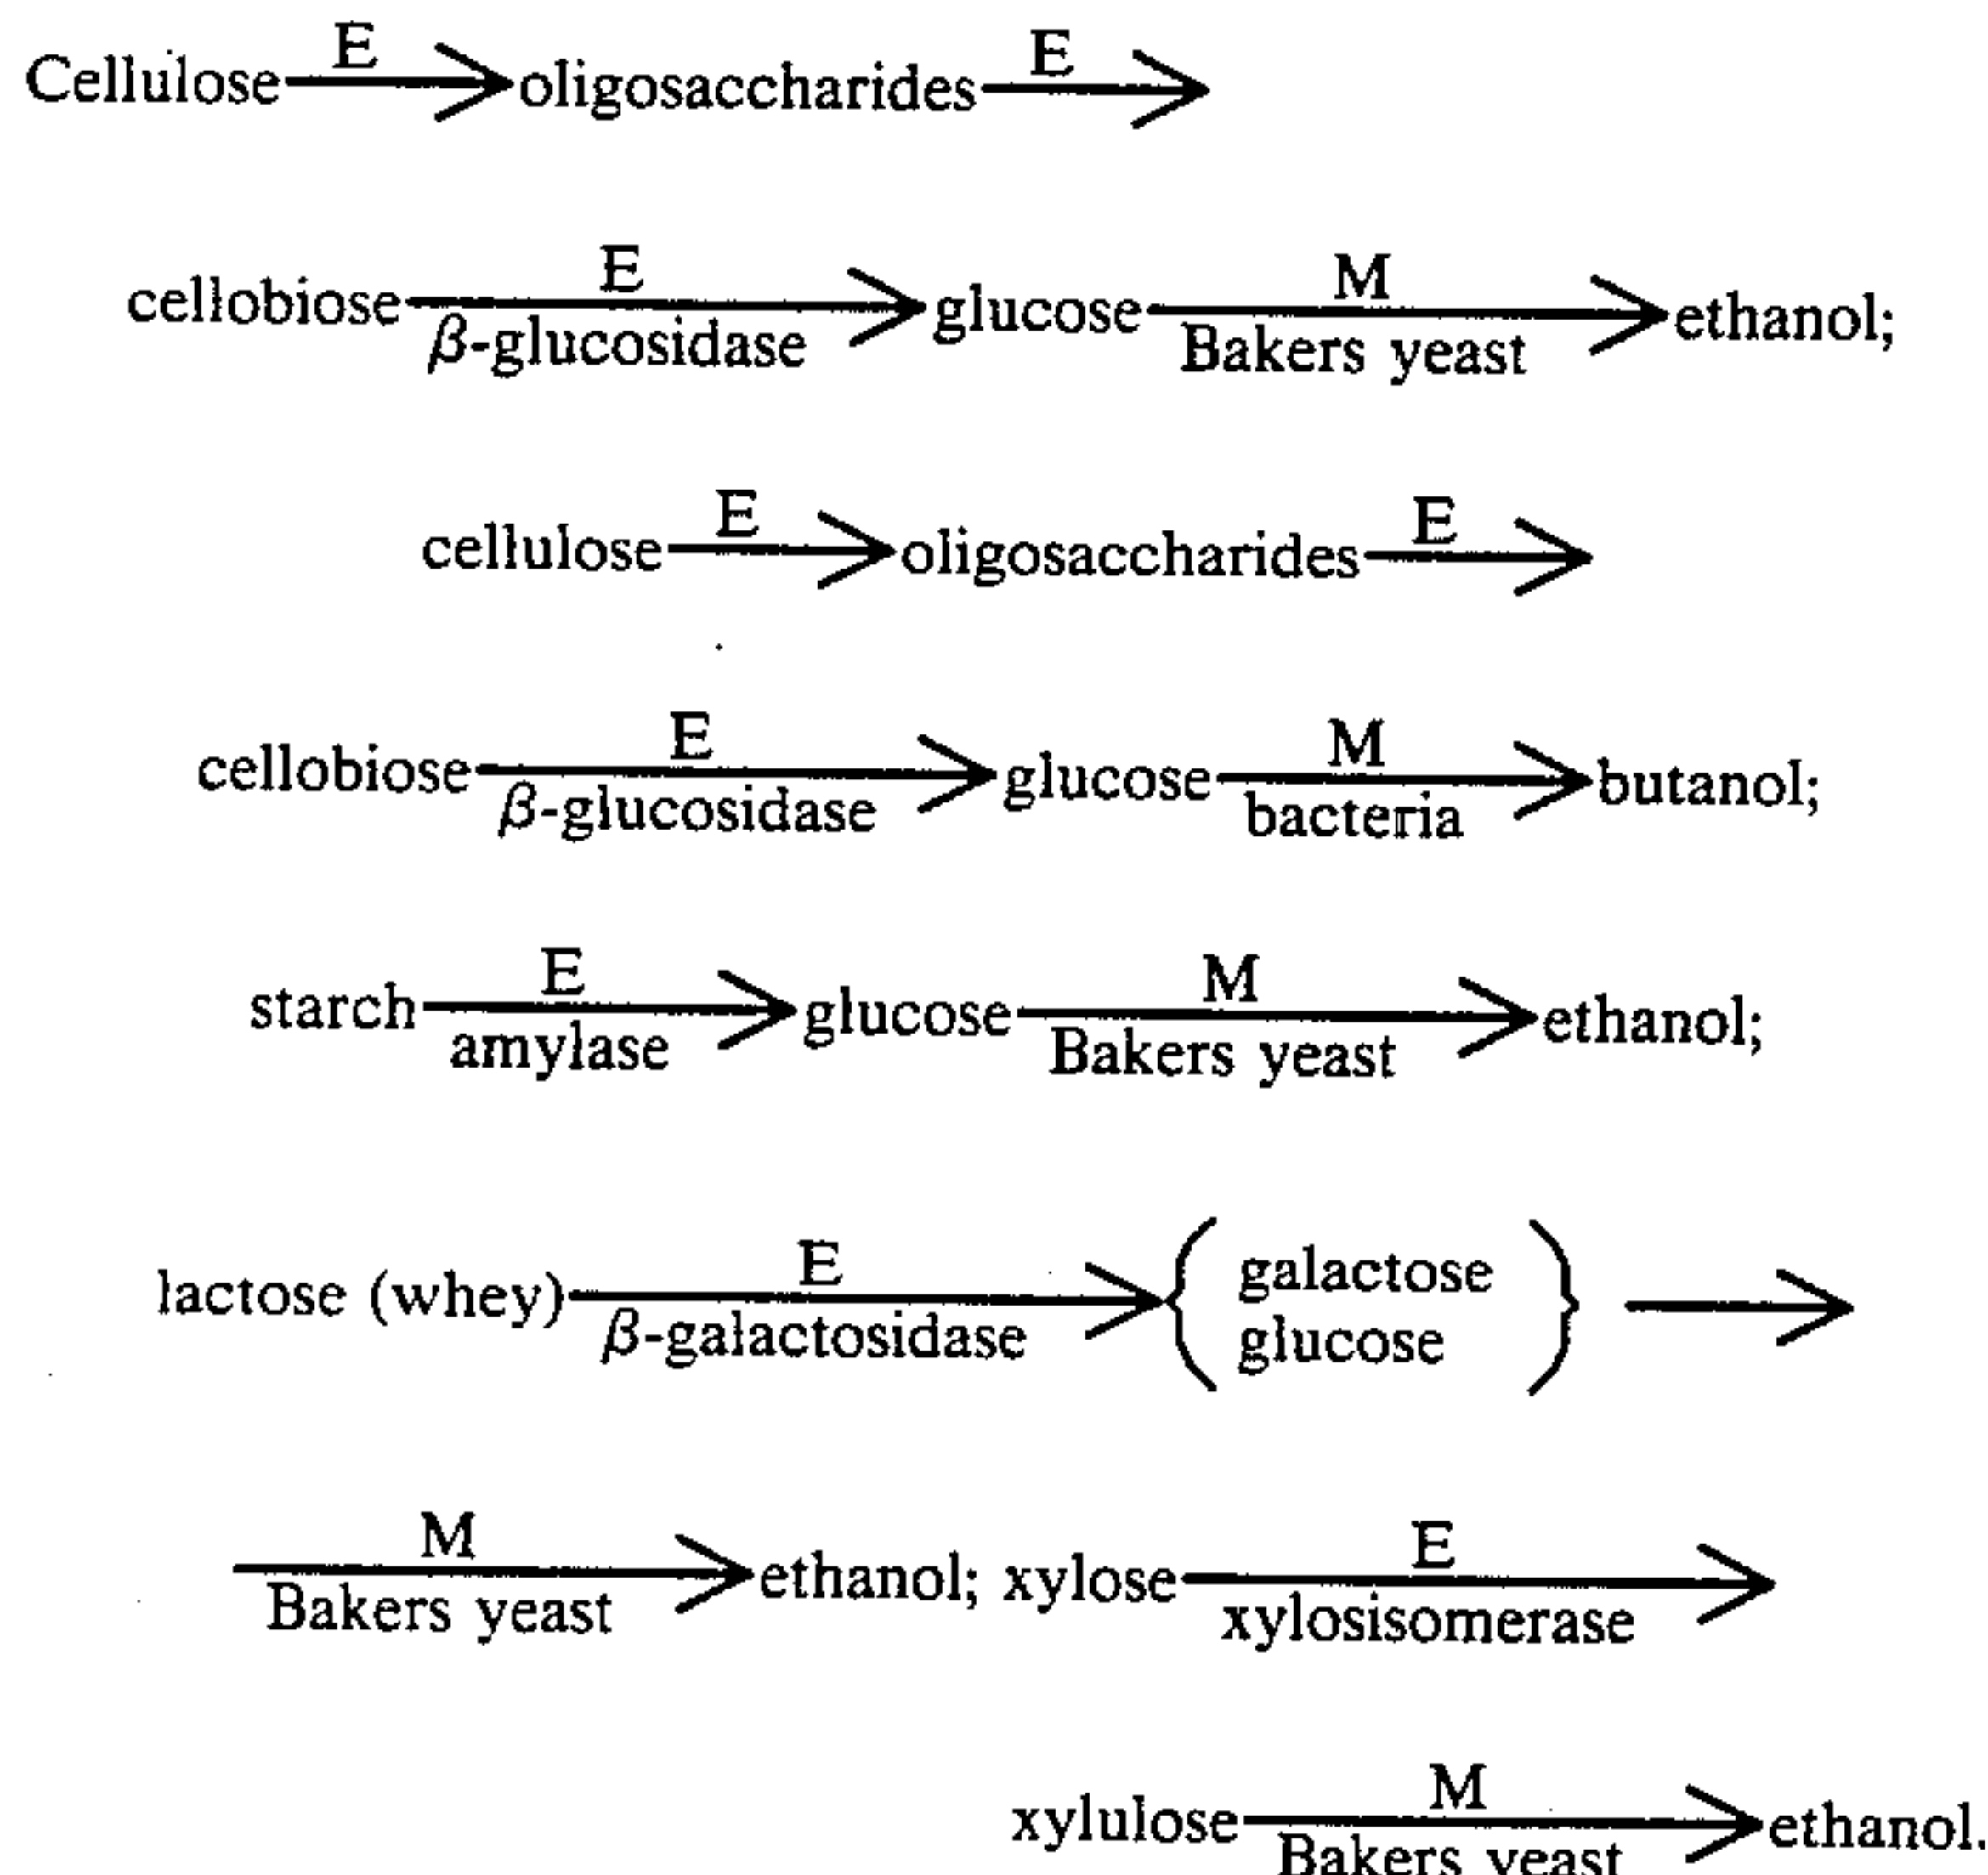 E E
Cellulose oligosaccharides
E M
cellobiose glucose ethanol;
β-glucosidase Bakers yeast
E E
cellulose oligosaccharides
E M
cellobiose glucose butanol;
β-glucosidase bacteria
E M
starch glucose ethanol;
amylase Bakers yeast
E galactose
lactose (whey)
β-galactosidase glucose
M E
ethanol; xylose
Bakers yeast xylosisomerase
M
xylulose ethanol.
Bakers yeast